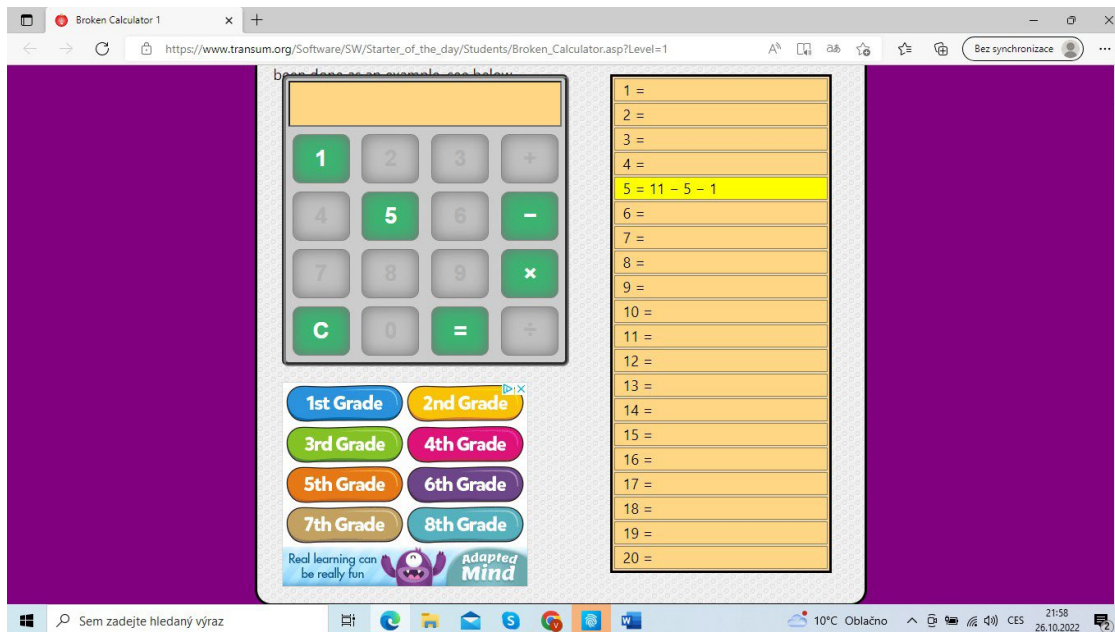 Broken Calculator 1
https://www.transum.org/Software/SW/Starter_of_the_day/Students/Broken_Calculator.asp?Level=1
Bez synchronizace
1 2 3 +
4 5 6 −
7 8 9 ×
C 0 = ÷
1 =
2 =
3 =
4 =
5 = 11 − 5 − 1
6 =
7 =
8 =
9 =
10 =
11 =
12 =
13 =
14 =
15 =
16 =
17 =
18 =
19 =
20 =
1st Grade 2nd Grade
3rd Grade 4th Grade
5th Grade 6th Grade
7th Grade 8th Grade
Real learning can
be really fun
Adapted
Mind
Sem zadejte hledaný výraz
10°C Oblačno
CES
21:58
26.10.2022
2